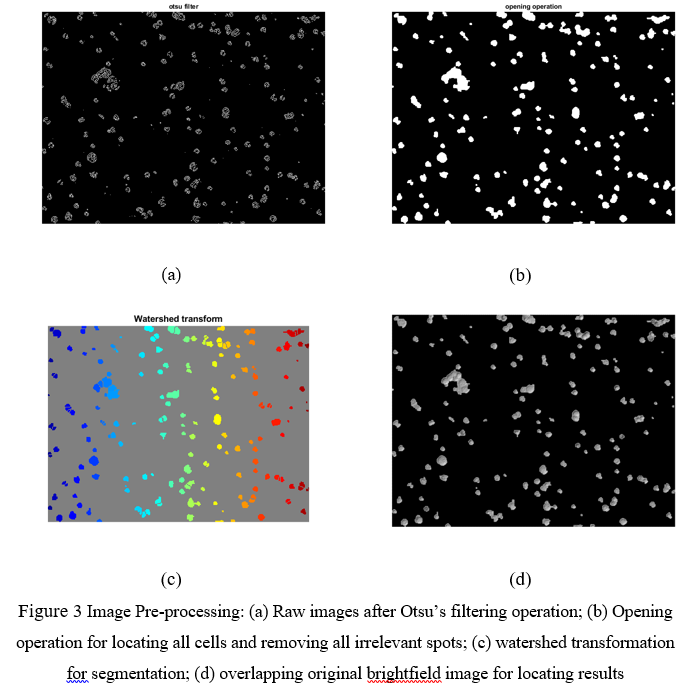 otsu filter
opening operation
(a)
(b)
Watershed transform
(c)
(d)
Figure 3 Image Pre-processing: (a) Raw images after Otsu’s filtering operation; (b) Opening
operation for locating all cells and removing all irrelevant spots; (c) watershed transformation
for segmentation; (d) overlapping original brightfield image for locating results